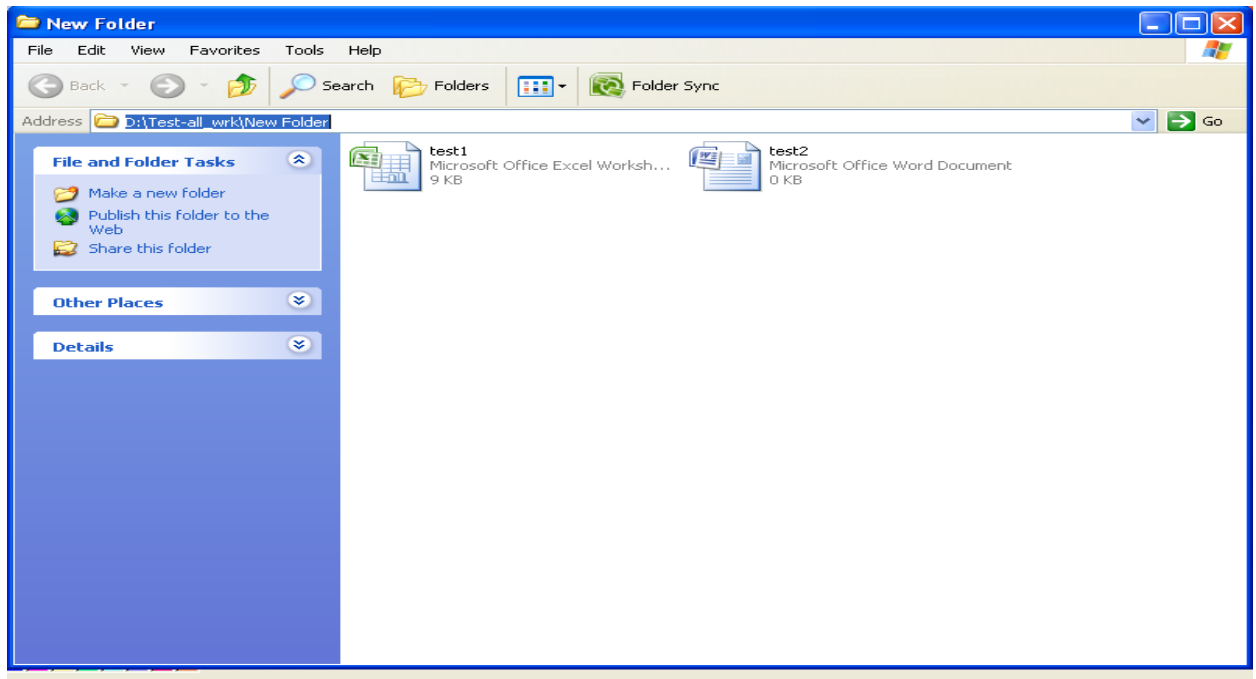 New Folder
File Edit View Favorites Tools Help
Back Search Folders Folder Sync
Address D:\Test-all_wrk\New Folder Go
File and Folder Tasks
Make a new folder
Publish this folder to the
Web
Share this folder
Other Places
Details
test1
Microsoft Office Excel Worksh...
9 KB
test2
Microsoft Office Word Document
0 KB